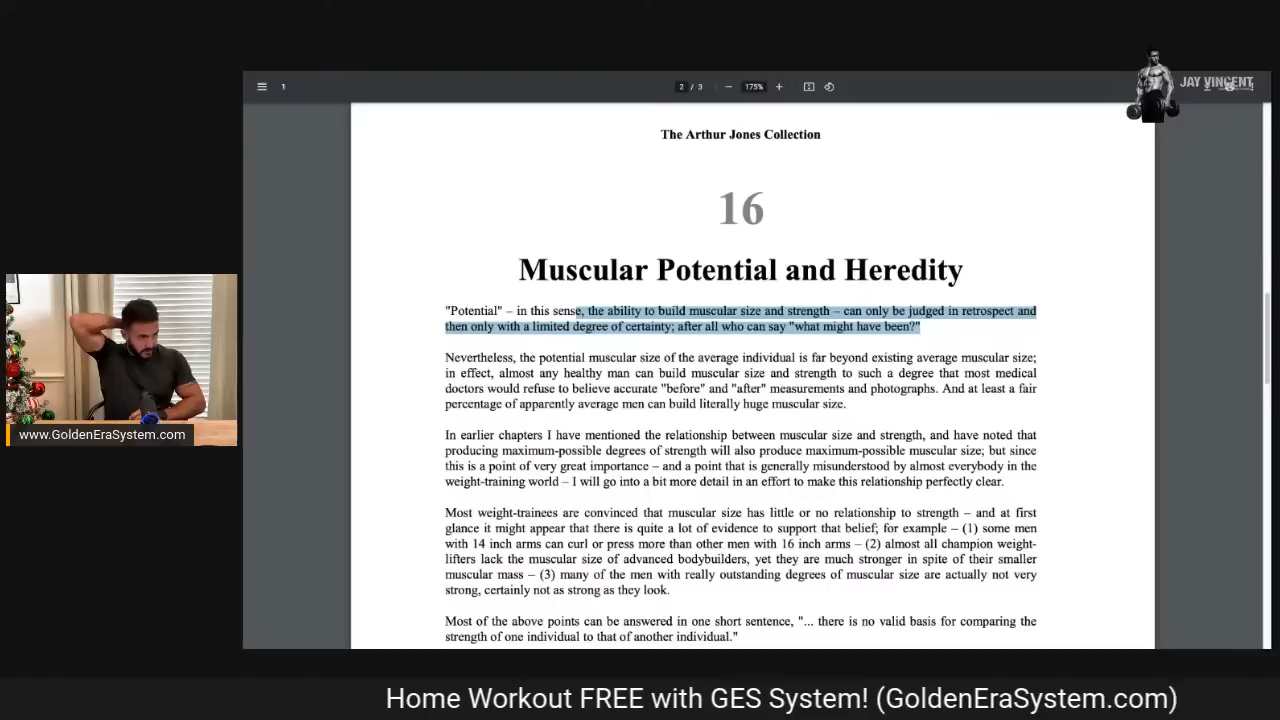 1
2 / 3
175%
JAY VINCENT
The Arthur Jones Collection
16
Muscular Potential and Heredity
"Potential" – in this sense, the ability to build muscular size and strength – can only be judged in retrospect and
then only with a limited degree of certainty; after all who can say "what might have been?"
Nevertheless, the potential muscular size of the average individual is far beyond existing average muscular size;
in effect, almost any healthy man can build muscular size and strength to such a degree that most medical
doctors would refuse to believe accurate "before" and "after" measurements and photographs. And at least a fair
percentage of apparently average men can build literally huge muscular size.
In earlier chapters I have mentioned the relationship between muscular size and strength, and have noted that
producing maximum-possible degrees of strength will also produce maximum-possible muscular size; but since
this is a point of very great importance – and a point that is generally misunderstood by almost everybody in the
weight-training world – I will go into a bit more detail in an effort to make this relationship perfectly clear.
Most weight-trainees are convinced that muscular size has little or no relationship to strength – and at first
glance it might appear that there is quite a lot of evidence to support that belief; for example – (1) some men
with 14 inch arms can curl or press more than other men with 16 inch arms – (2) almost all champion weight-
lifters lack the muscular size of advanced bodybuilders, yet they are much stronger in spite of their smaller
muscular mass – (3) many of the men with really outstanding degrees of muscular size are actually not very
strong, certainly not as strong as they look.
Most of the above points can be answered in one short sentence, "... there is no valid basis for comparing the
strength of one individual to that of another individual."
www.GoldenEraSystem.com
Home Workout FREE with GES System! (GoldenEraSystem.com)